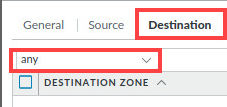 General Source Destination
any
DESTINATION ZONE